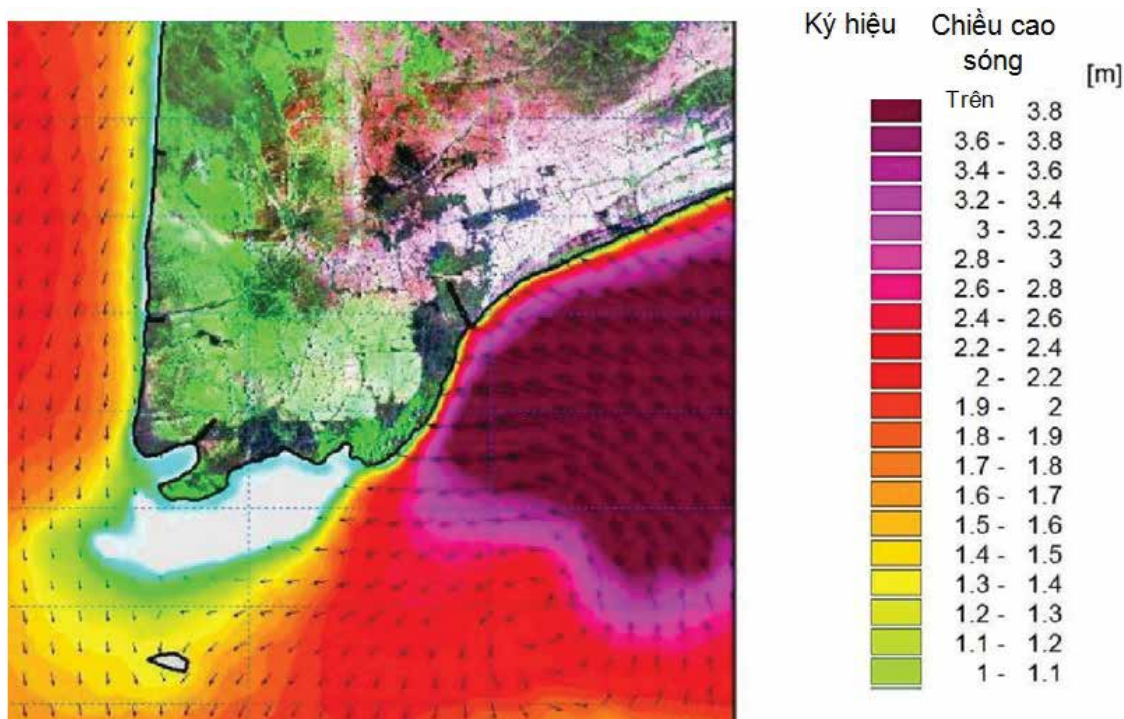 Ký hiệu Chiều cao
sóng
[m]
Trên 3.8
3.6 - 3.8
3.4 - 3.6
3.2 - 3.4
3 - 3.2
2.8 - 3
2.6 - 2.8
2.4 - 2.6
2.2 - 2.4
2 - 2.2
1.9 - 2
1.8 - 1.9
1.7 - 1.8
1.6 - 1.7
1.5 - 1.6
1.4 - 1.5
1.3 - 1.4
1.2 - 1.3
1.1 - 1.2
1 - 1.1